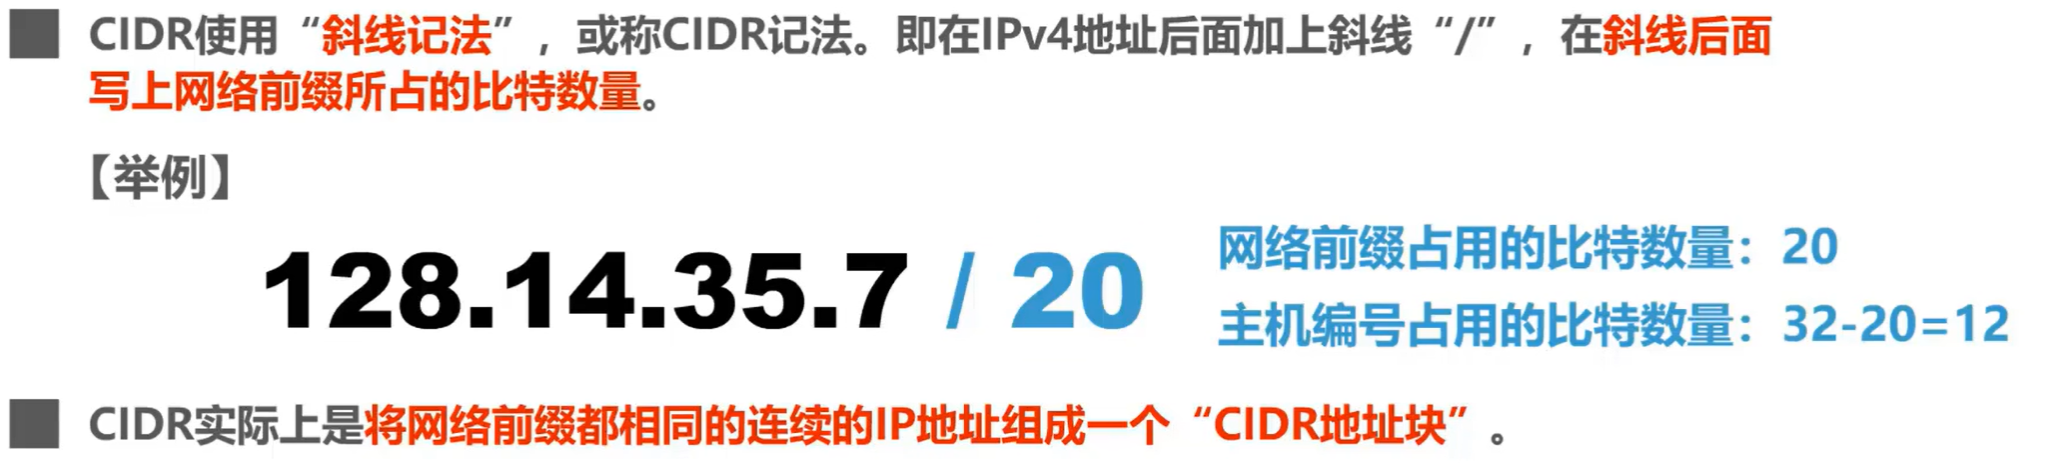 CIDR使用“斜线记法”，或称CIDR记法。即在IPv4地址后面加上斜线“/”，在斜线后面
写上网络前缀所占的比特数量。
【举例】
128.14.35.7 / 20
网络前缀占用的比特数量：20
主机编号占用的比特数量：32-20=12
CIDR实际上是将网络前缀都相同的连续的IP地址组成一个“CIDR地址块”。